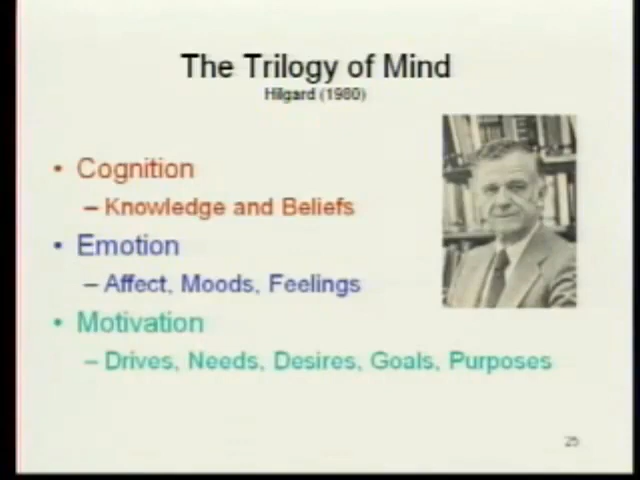 The Trilogy of Mind
Hilgard (1980)
• Cognition
– Knowledge and Beliefs
• Emotion
– Affect, Moods, Feelings
• Motivation
– Drives, Needs, Desires, Goals, Purposes
25